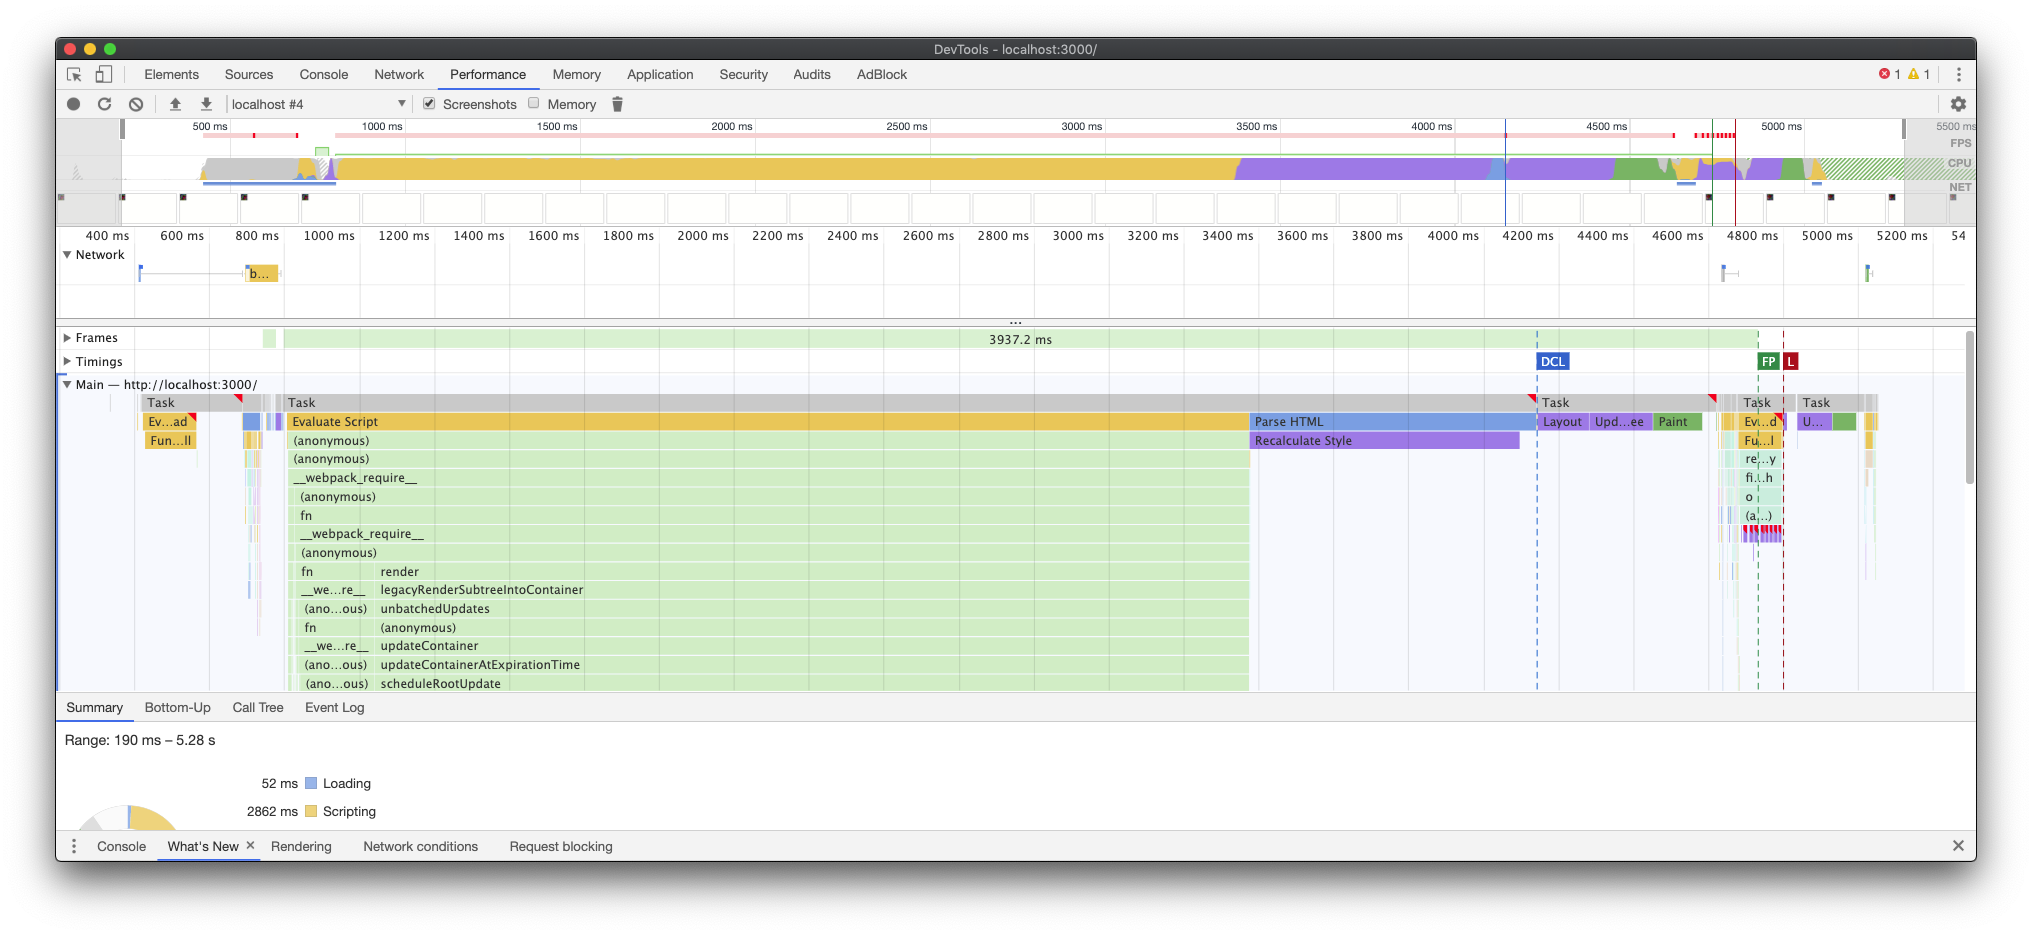 DevTools - localhost:3000/
Elements Sources Console Network Performance Memory Application Security Audits AdBlock 1 1
localhost #4 Screenshots Memory
500 ms 1000 ms 1500 ms 2000 ms 2500 ms 3000 ms 3500 ms 4000 ms 4500 ms 5000 ms 5500 ms
FPS
CPU
NET
400 ms 600 ms 800 ms 1000 ms 1200 ms 1400 ms 1600 ms 1800 ms 2000 ms 2200 ms 2400 ms 2600 ms 2800 ms 3000 ms 3200 ms 3400 ms 3600 ms 3800 ms 4000 ms 4200 ms 4400 ms 4600 ms 4800 ms 5000 ms 5200 ms 54
Network
b...
...
Frames 3937.2 ms
Timings DCL FP L
Main — http://localhost:3000/
Task Task Task Task Task
Ev...ad Evaluate Script Parse HTML Layout Upd...ee Paint Ev...d U...
Fun...ll (anonymous) Recalculate Style Fu...l
(anonymous) re...y
__webpack_require__ fi...h
(anonymous) o
fn (a...)
__webpack_require__
(anonymous)
fn render
__we...re__ legacyRenderSubtreeIntoContainer
(ano...ous) unbatchedUpdates
fn (anonymous)
__we...re__ updateContainer
(ano...ous) updateContainerAtExpirationTime
(ano...ous) scheduleRootUpdate
Summary Bottom-Up Call Tree Event Log
Range: 190 ms – 5.28 s
52 ms Loading
2862 ms Scripting
Console What's New × Rendering Network conditions Request blocking